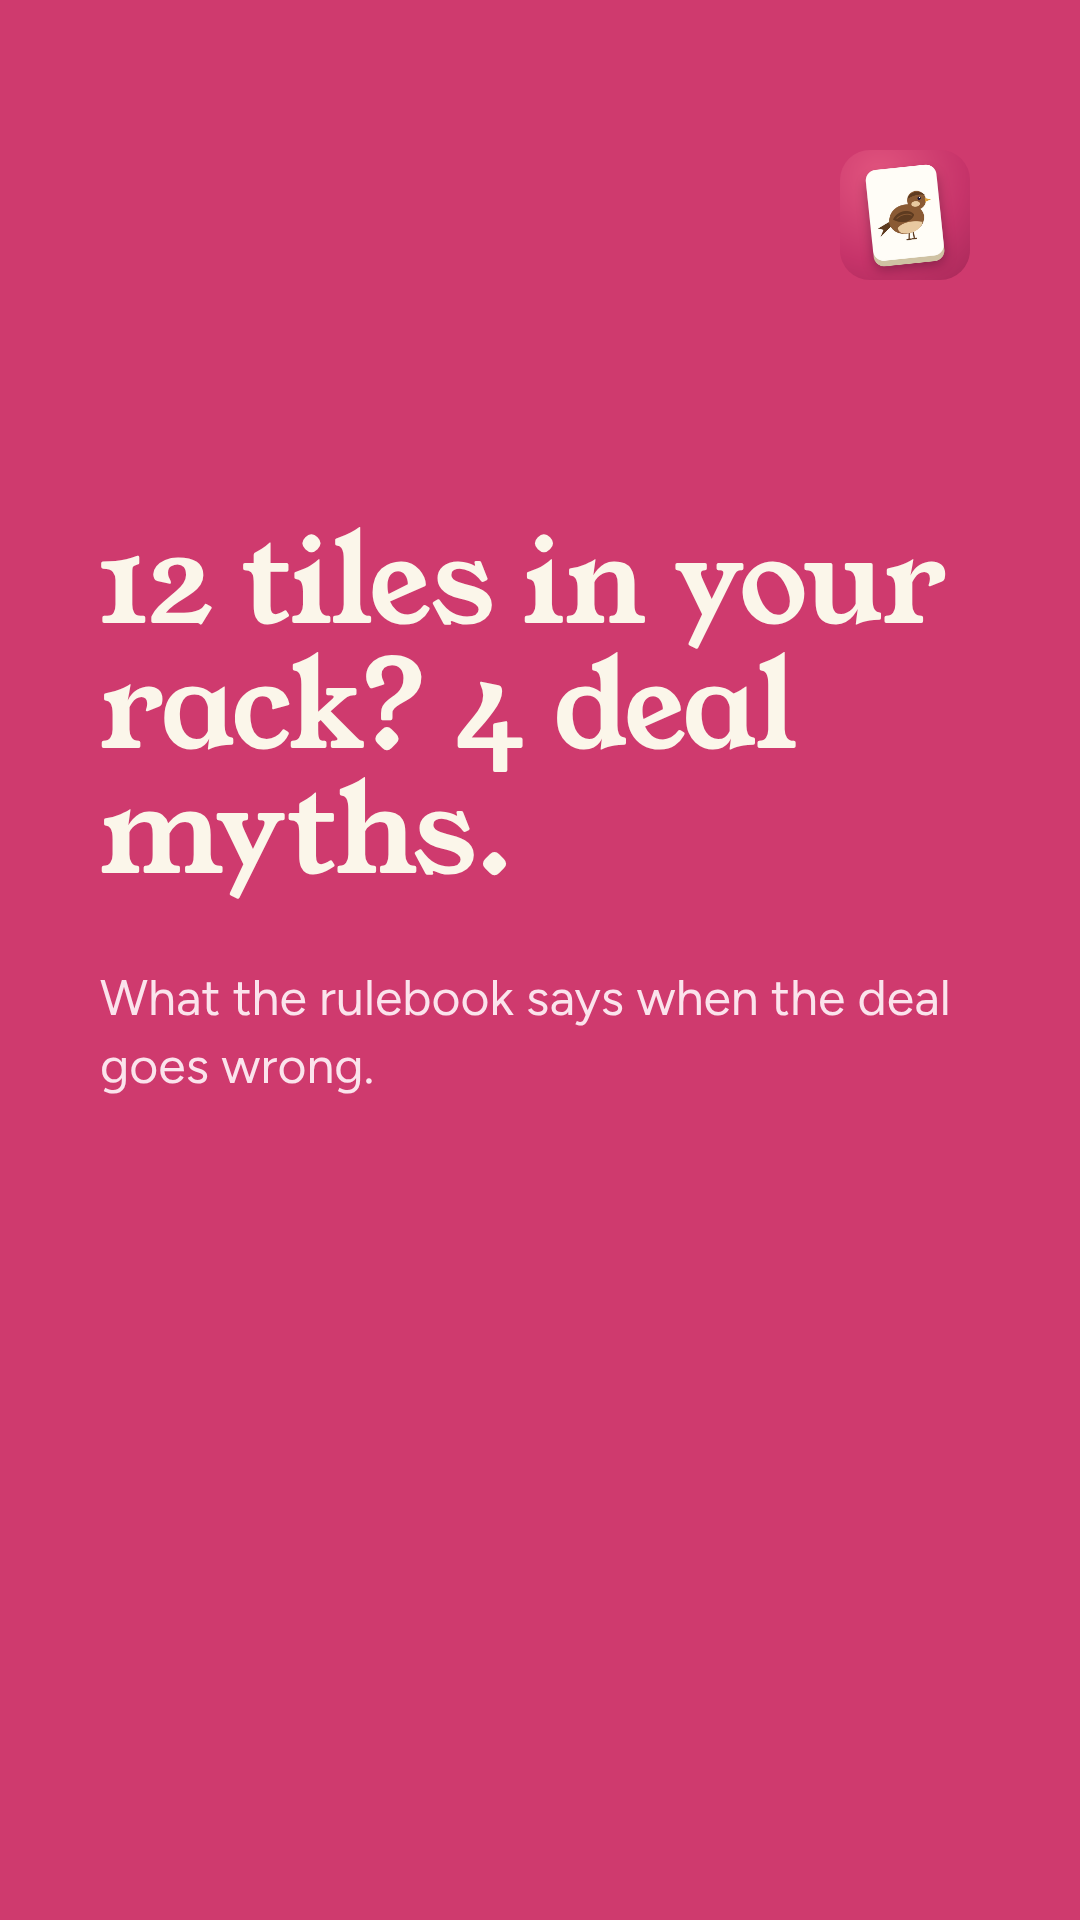 12 tiles in your
rack? 4 deal
myths.
What the rulebook says when the deal
goes wrong.